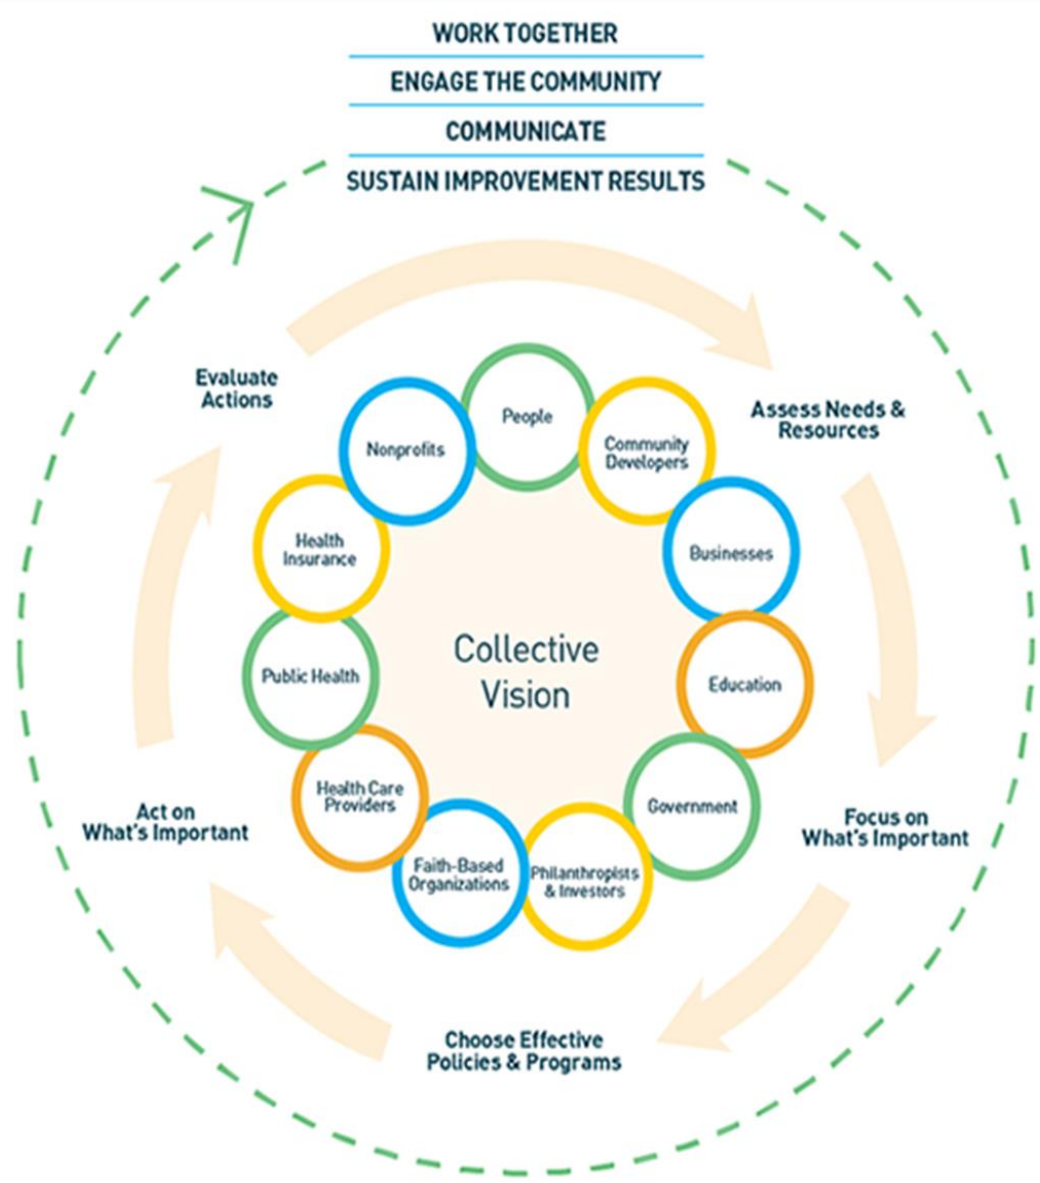 WORK TOGETHER
ENGAGE THE COMMUNITY
COMMUNICATE
SUSTAIN IMPROVEMENT RESULTS
Evaluate
Actions
Assess Needs &
Resources
People
Nonprofits
Community
Developers
Health
Insurance
Businesses
Collective
Vision
Public Health
Education
Health Care
Providers
Government
Act on
What's Important
Focus on
What's Important
Faith-Based
Organizations
Philanthropists
& Investors
Choose Effective
Policies & Programs